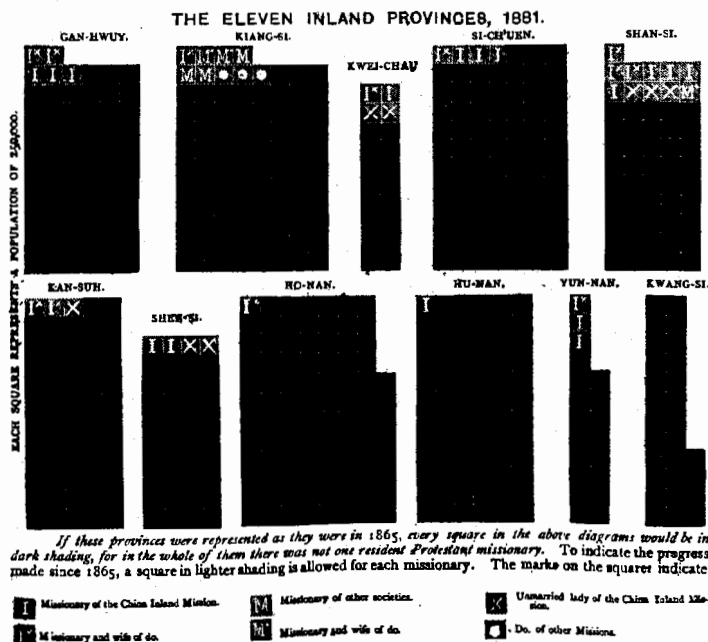 THE ELEVEN INLAND PROVINCES, 1881.
GAN-HWUY. KIANG-SI. KWEI-CHAU SI-CH'UEN. SHAN-SI.
EACH SQUARE REPRESENTS A POPULATION OF 250,000.
I* I* I*M M M I* I I I I*
I I I M M I* I I* I* I I I
X X I X X X M*
KAN-SUH. SHEN-SI. HO-NAN. HU-NAN. YUN-NAN. KWANG-SI.
I* I X I* I I*
I I X X I
I
If these provinces were represented as they were in 1865, every square in the above diagrams would be in
dark shading, for in the whole of them there was not one resident Protestant missionary. To indicate the progress
made since 1865, a square in lighter shading is allowed for each missionary. The marks on the squares indicate
I Missionary of the China Inland Mission. M Missionary of other societies. X Unmarried lady of the China Inland Mis-
sion.
I* Missionary and wife of do. M* Missionary and wife of do. Do. of other Missions.